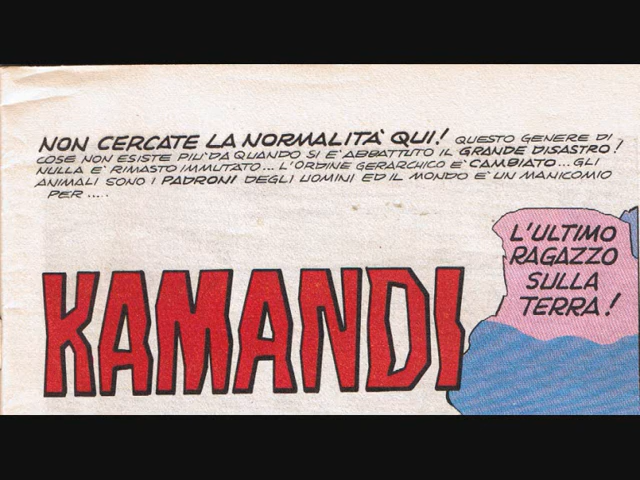 NON CERCATE LA NORMALITÀ QUI! QUESTO GENERE DI
COSE NON ESISTE PIÙ DA QUANDO SI È ABBATTUTO IL GRANDE DISASTRO!
NULLA È RIMASTO IMMUTATO... L'ORDINE GERARCHICO È CAMBIATO... GLI
ANIMALI SONO I PADRONI DEGLI UOMINI ED IL MONDO È UN MANICOMIO
PER.....
L'ULTIMO
RAGAZZO
SULLA
TERRA!
KAMANDI